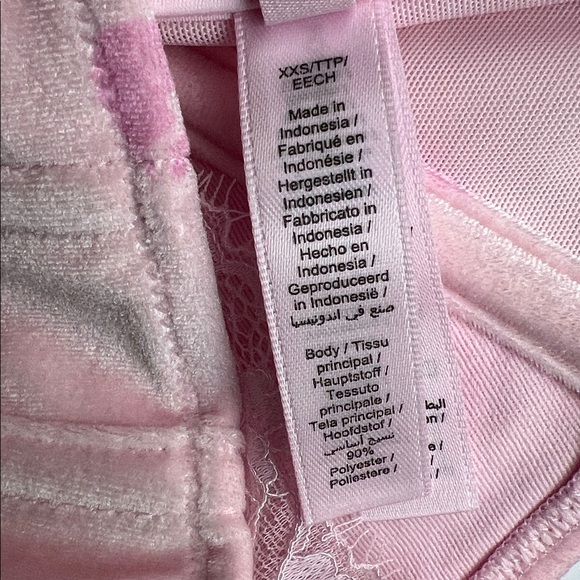 XXS/TTP/
EECH
Made in
Indonesia /
Fabriqué en
Indonésie /
Hergestellt in
Indonesien /
Fabbricato in
Indonesia /
Hecho en
Indonesia /
Geproduceerd
in Indonesië /
صنع في اندونيسيا
Body / Tissu
principal /
Hauptstoff /
Tessuto
principale /
Tela principal /
Hoofdstof /
نسيج أساسي
90%
Polyester /
Poliestere /